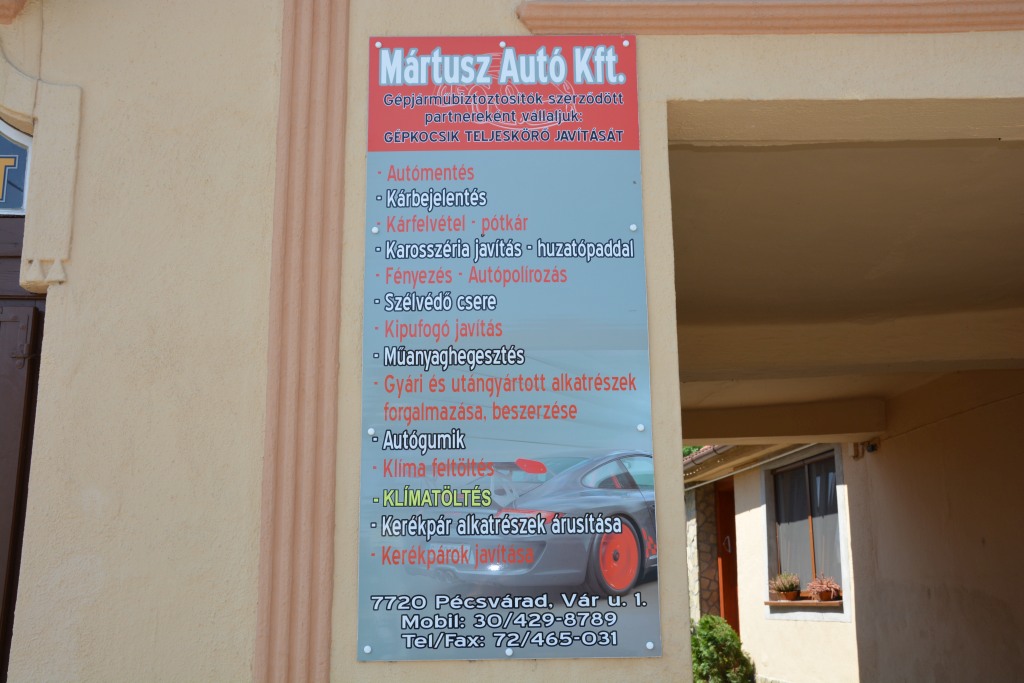 Mártusz Autó Kft.
Gépjármubiztoztosítók szerződött
partnereként vállaljuk:
GÉPKOCSIK TELJESKÖRŐ JAVÍTÁSÁT
- Autómentés
- Kárbejelentés
- Kárfelvétel - pótkár
- Karosszéria javítás - huzatópaddal
- Fényezés - Autópolírozás
- Szélvédő csere
- Kipufogó javítás
- Műanyaghegesztés
- Gyári és utángyártott alkatrészek
forgalmazása, beszerzése
- Autógumik
- Klíma feltöltés
- KLÍMATÖLTÉS
- Kerékpár alkatrészek árusítása
- Kerékpárok javítása
7720 Pécsvárad, Vár u. 1.
Mobil: 30/429-8789
Tel/Fax: 72/465-031